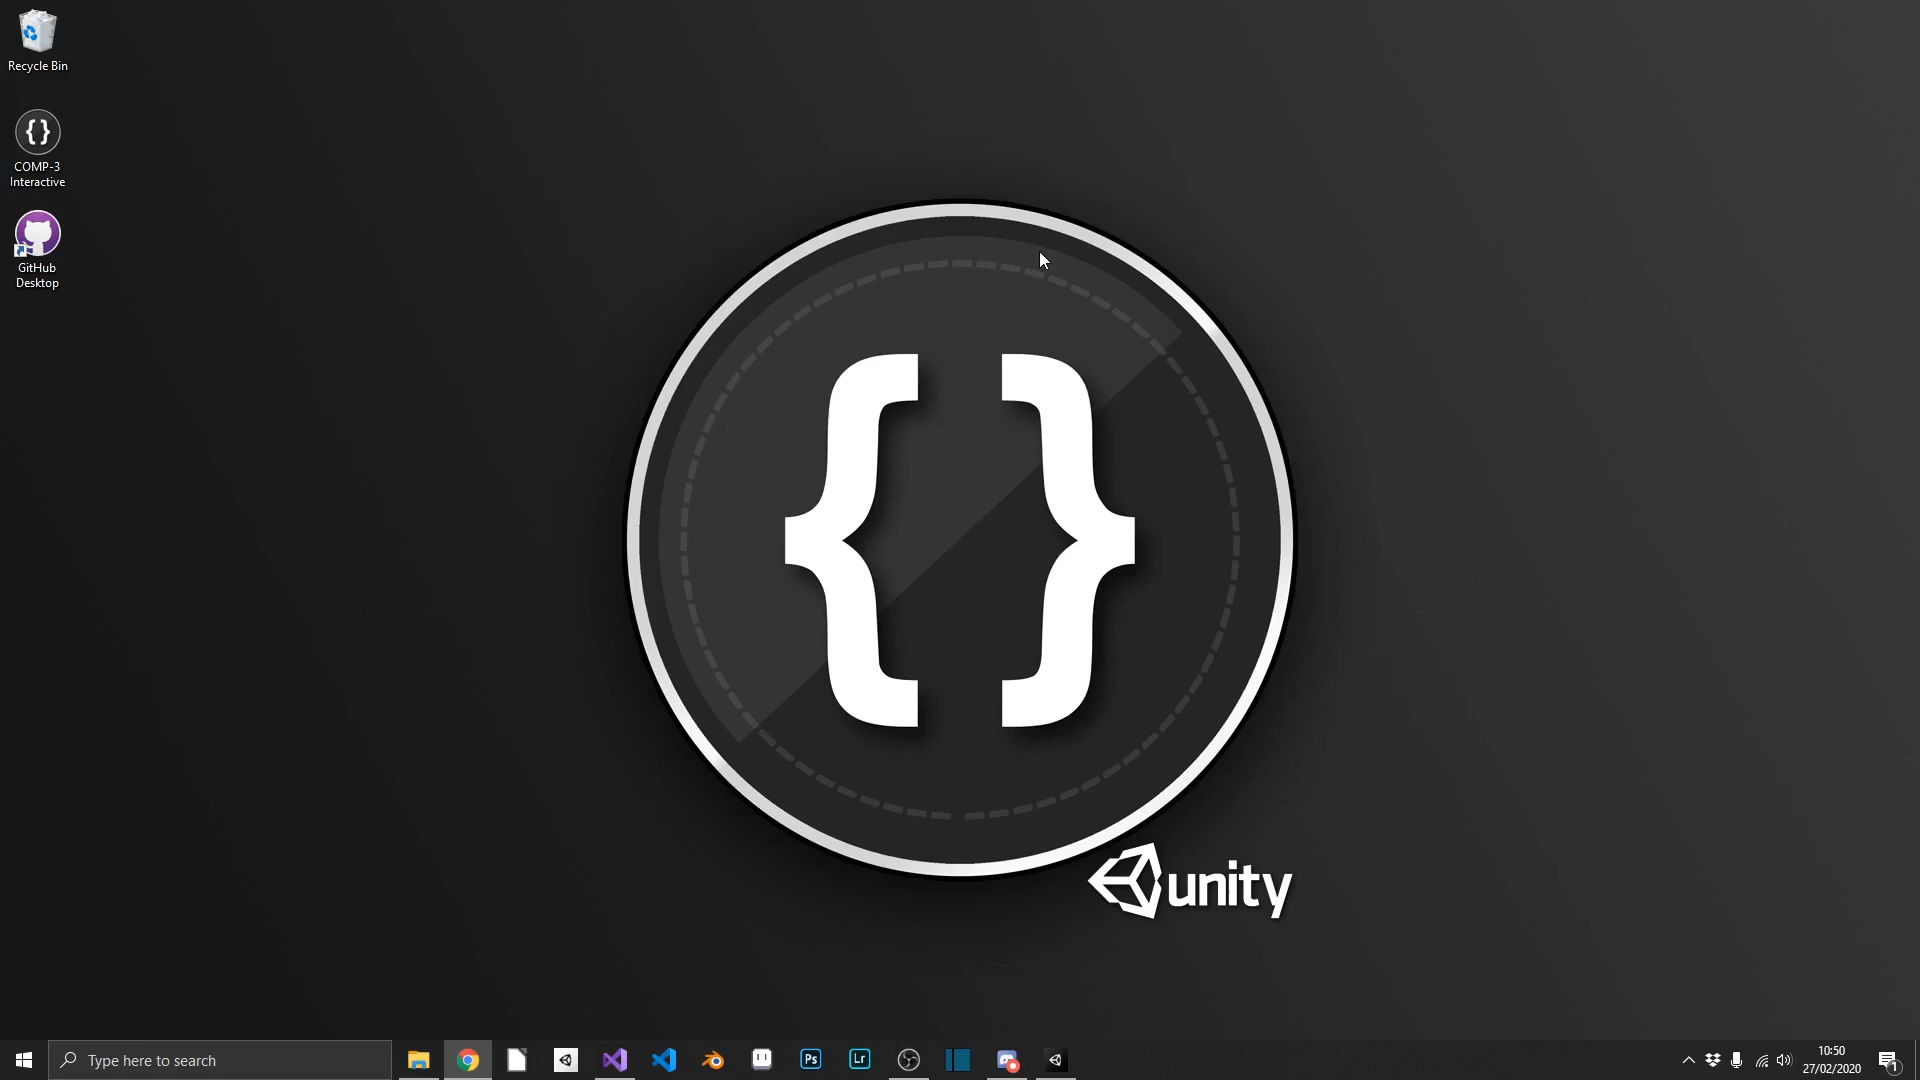 Recycle Bin
{}
COMP-3
Interactive
GitHub
Desktop
{ }
unity
Type here to search
Ps
Lr
10:50
27/02/2020
1